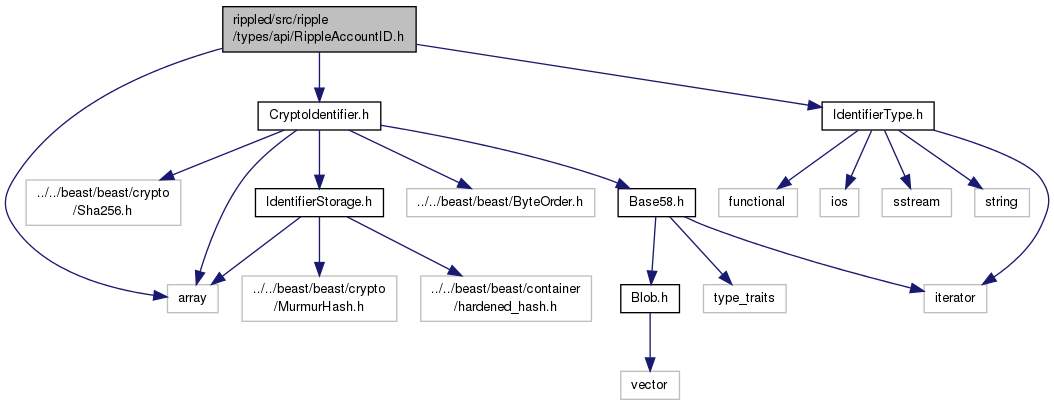 rippled/src/ripple
/types/api/RippleAccountID.h
CryptoIdentifier.h
IdentifierType.h
../../beast/beast/crypto
/Sha256.h
IdentifierStorage.h
../../beast/beast/ByteOrder.h
Base58.h
functional
ios
sstream
string
array
../../beast/beast/crypto
/MurmurHash.h
../../beast/beast/container
/hardened_hash.h
Blob.h
type_traits
iterator
vector